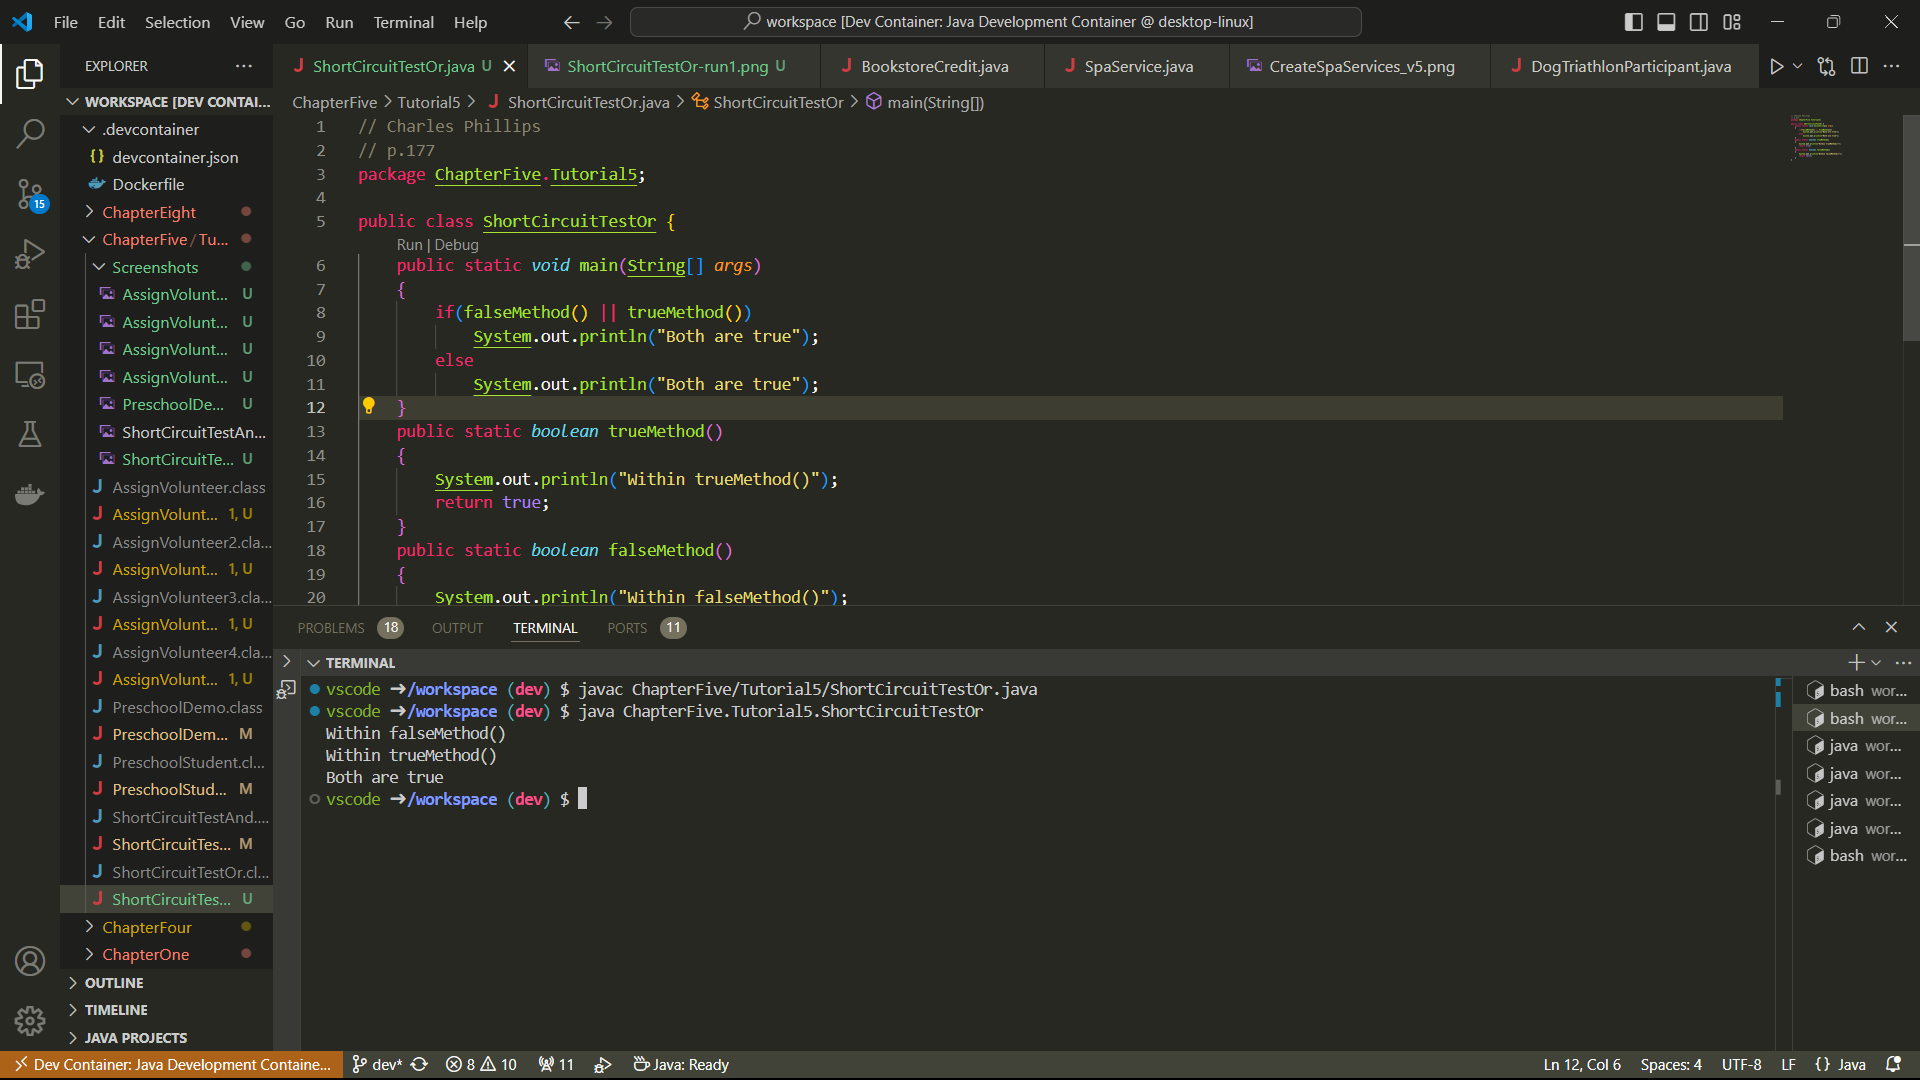 File Edit Selection View Go Run Terminal Help
workspace [Dev Container: Java Development Container @ desktop-linux]
EXPLORER
ShortCircuitTestOr.java U
ShortCircuitTestOr-run1.png U
BookstoreCredit.java
SpaService.java
CreateSpaServices_v5.png
DogTriathlonParticipant.java
WORKSPACE [DEV CONTAI...
.devcontainer
devcontainer.json
Dockerfile
ChapterEight
ChapterFive/Tu...
Screenshots
AssignVolunt... U
AssignVolunt... U
AssignVolunt... U
AssignVolunt... U
PreschoolDe... U
ShortCircuitTestAn...
ShortCircuitTe... U
AssignVolunteer.class
AssignVolunt... 1, U
AssignVolunteer2.cla...
AssignVolunt... 1, U
AssignVolunteer3.cla...
AssignVolunt... 1, U
AssignVolunteer4.cla...
AssignVolunt... 1, U
PreschoolDemo.class
PreschoolDem... M
PreschoolStudent.cl...
PreschoolStud... M
ShortCircuitTestAnd....
ShortCircuitTes... M
ShortCircuitTestOr.cl...
ShortCircuitTes... U
ChapterFour
ChapterOne
OUTLINE
TIMELINE
JAVA PROJECTS
15
ChapterFive > Tutorial5 > ShortCircuitTestOr.java > ShortCircuitTestOr > main(String[])
1 // Charles Phillips
2 // p.177
3 package ChapterFive.Tutorial5;
4
5 public class ShortCircuitTestOr {
Run | Debug
6 public static void main(String[] args)
7 {
8 if(falseMethod() || trueMethod())
9 System.out.println("Both are true");
10 else
11 System.out.println("Both are true");
12 }
13 public static boolean trueMethod()
14 {
15 System.out.println("Within trueMethod()");
16 return true;
17 }
18 public static boolean falseMethod()
19 {
20 System.out.println("Within falseMethod()");
PROBLEMS 18 OUTPUT TERMINAL PORTS 11
TERMINAL
vscode ➜/workspace (dev) $ javac ChapterFive/Tutorial5/ShortCircuitTestOr.java
vscode ➜/workspace (dev) $ java ChapterFive.Tutorial5.ShortCircuitTestOr
Within falseMethod()
Within trueMethod()
Both are true
vscode ➜/workspace (dev) $
bash wor...
bash wor...
java wor...
java wor...
java wor...
java wor...
bash wor...
Dev Container: Java Development Containe... dev* 8 10 11 Java: Ready
Ln 12, Col 6 Spaces: 4 UTF-8 LF {} Java